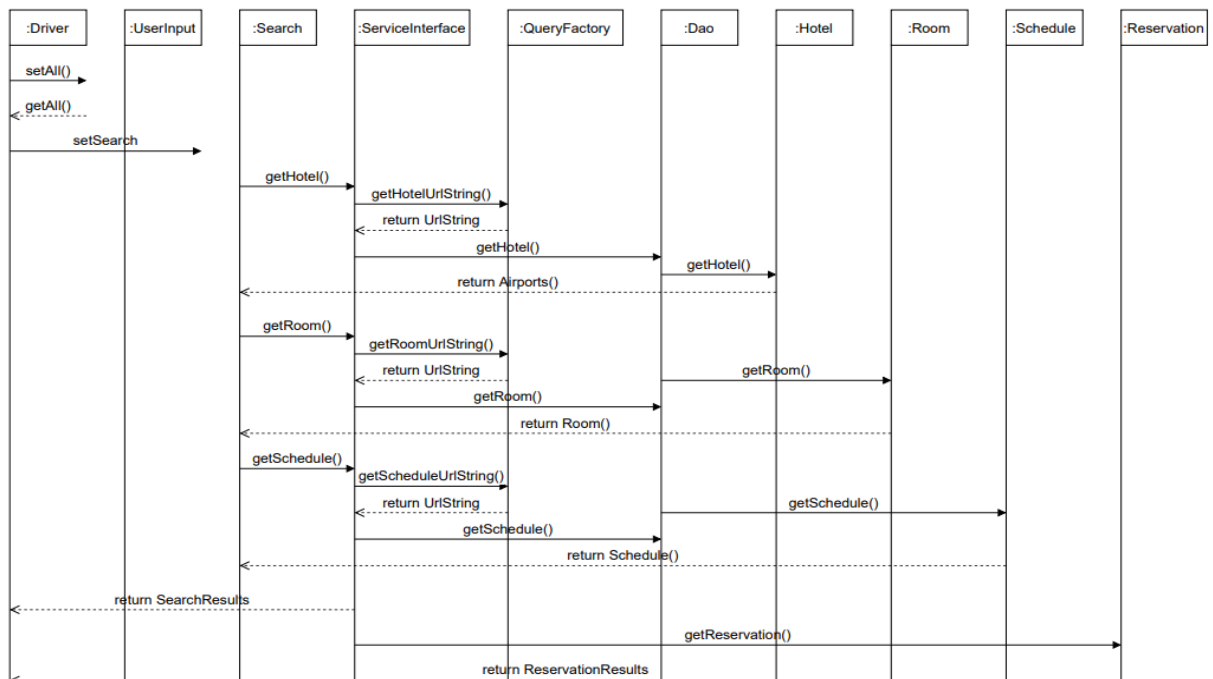 :Driver
:UserInput
:Search
:ServiceInterface
:QueryFactory
:Dao
:Hotel
:Room
:Schedule
:Reservation
setAll()
getAll()
setSearch
getHotel()
getHotelUrlString()
return UrlString
getHotel()
getHotel()
return Airports()
getRoom()
getRoomUrlString()
return UrlString
getRoom()
getRoom()
return Room()
getSchedule()
getScheduleUrlString()
return UrlString
getSchedule()
getSchedule()
return Schedule()
return SearchResults
getReservation()
return ReservationResults